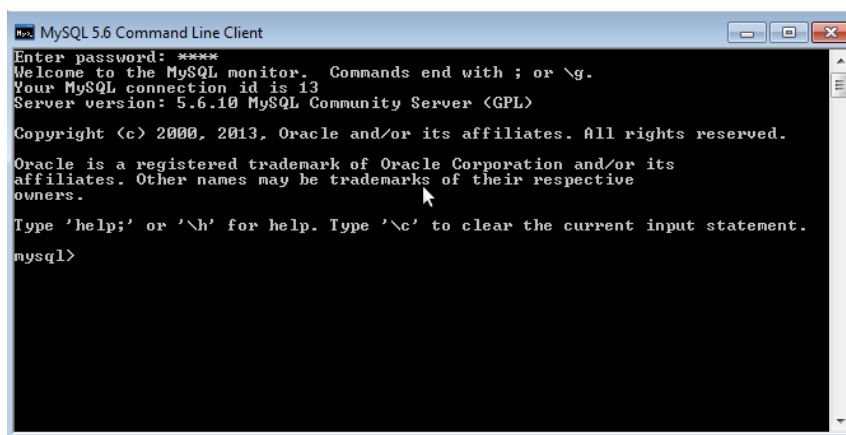 MySQL 5.6 Command Line Client
Enter password: ****
Welcome to the MySQL monitor.  Commands end with ; or \g.
Your MySQL connection id is 13
Server version: 5.6.10 MySQL Community Server (GPL)
Copyright (c) 2000, 2013, Oracle and/or its affiliates. All rights reserved.
Oracle is a registered trademark of Oracle Corporation and/or its
affiliates. Other names may be trademarks of their respective
owners.
Type 'help;' or '\h' for help. Type '\c' to clear the current input statement.
mysql>